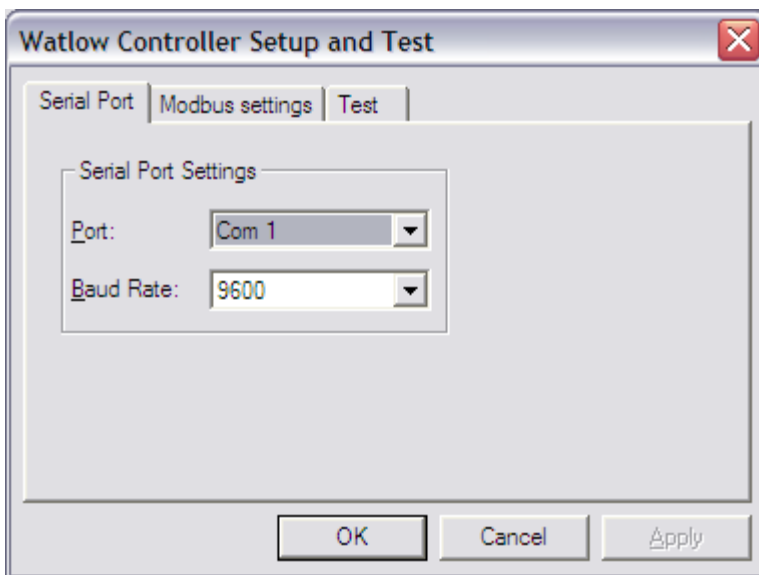 Watlow Controller Setup and Test
Serial Port Modbus settings Test
Serial Port Settings
Port: Com 1
Baud Rate: 9600
OK Cancel Apply